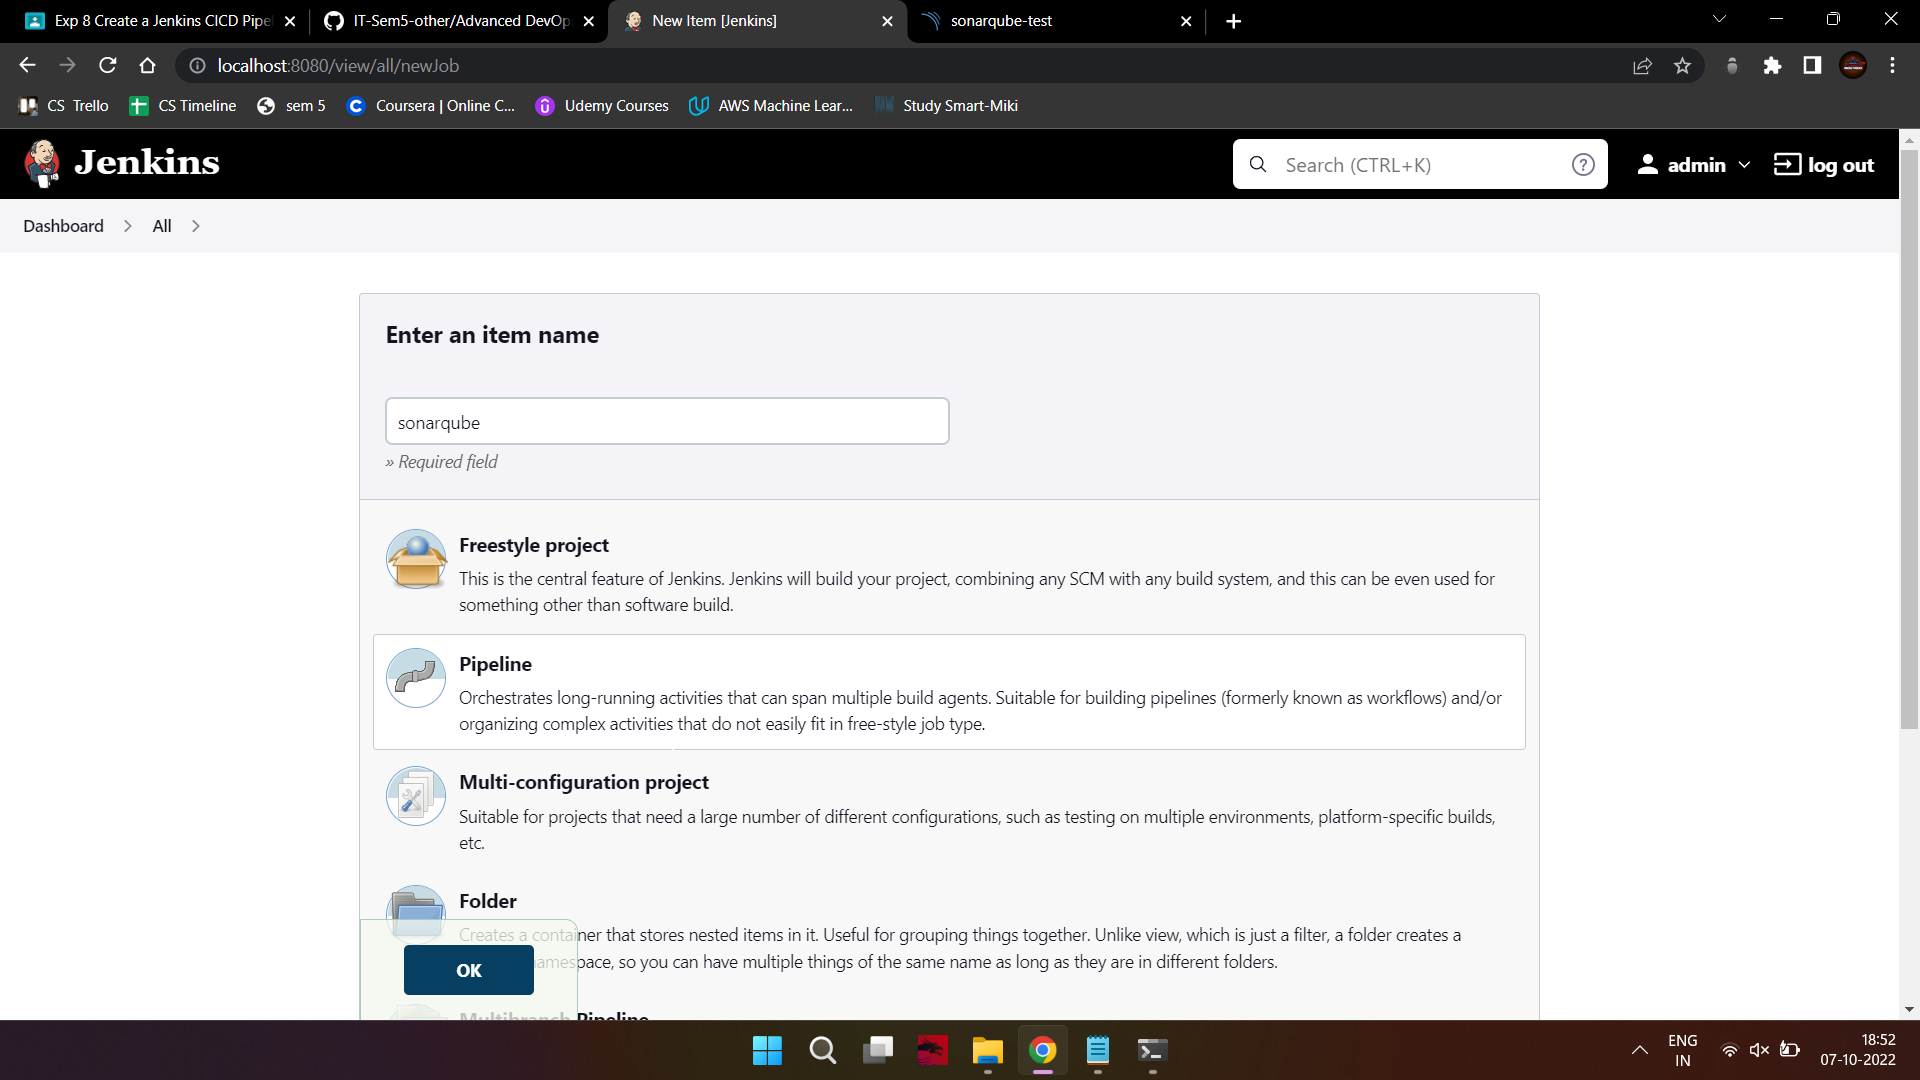 Exp 8 Create a Jenkins CICD Pipel
IT-Sem5-other/Advanced DevOp
New Item [Jenkins]
sonarqube-test
localhost:8080/view/all/newJob
CS Trello
CS Timeline
sem 5
Coursera | Online C...
Udemy Courses
AWS Machine Lear...
Study Smart-Miki
Jenkins
Search (CTRL+K)
admin
log out
Dashboard
All
Enter an item name
sonarqube
» Required field
Freestyle project
This is the central feature of Jenkins. Jenkins will build your project, combining any SCM with any build system, and this can be even used for
something other than software build.
Pipeline
Orchestrates long-running activities that can span multiple build agents. Suitable for building pipelines (formerly known as workflows) and/or
organizing complex activities that do not easily fit in free-style job type.
Multi-configuration project
Suitable for projects that need a large number of different configurations, such as testing on multiple environments, platform-specific builds,
etc.
Folder
Creates a container that stores nested items in it. Useful for grouping things together. Unlike view, which is just a filter, a folder creates a
amespace, so you can have multiple things of the same name as long as they are in different folders.
OK
Multibranch Pipeline
ENG
IN
18:52
07-10-2022